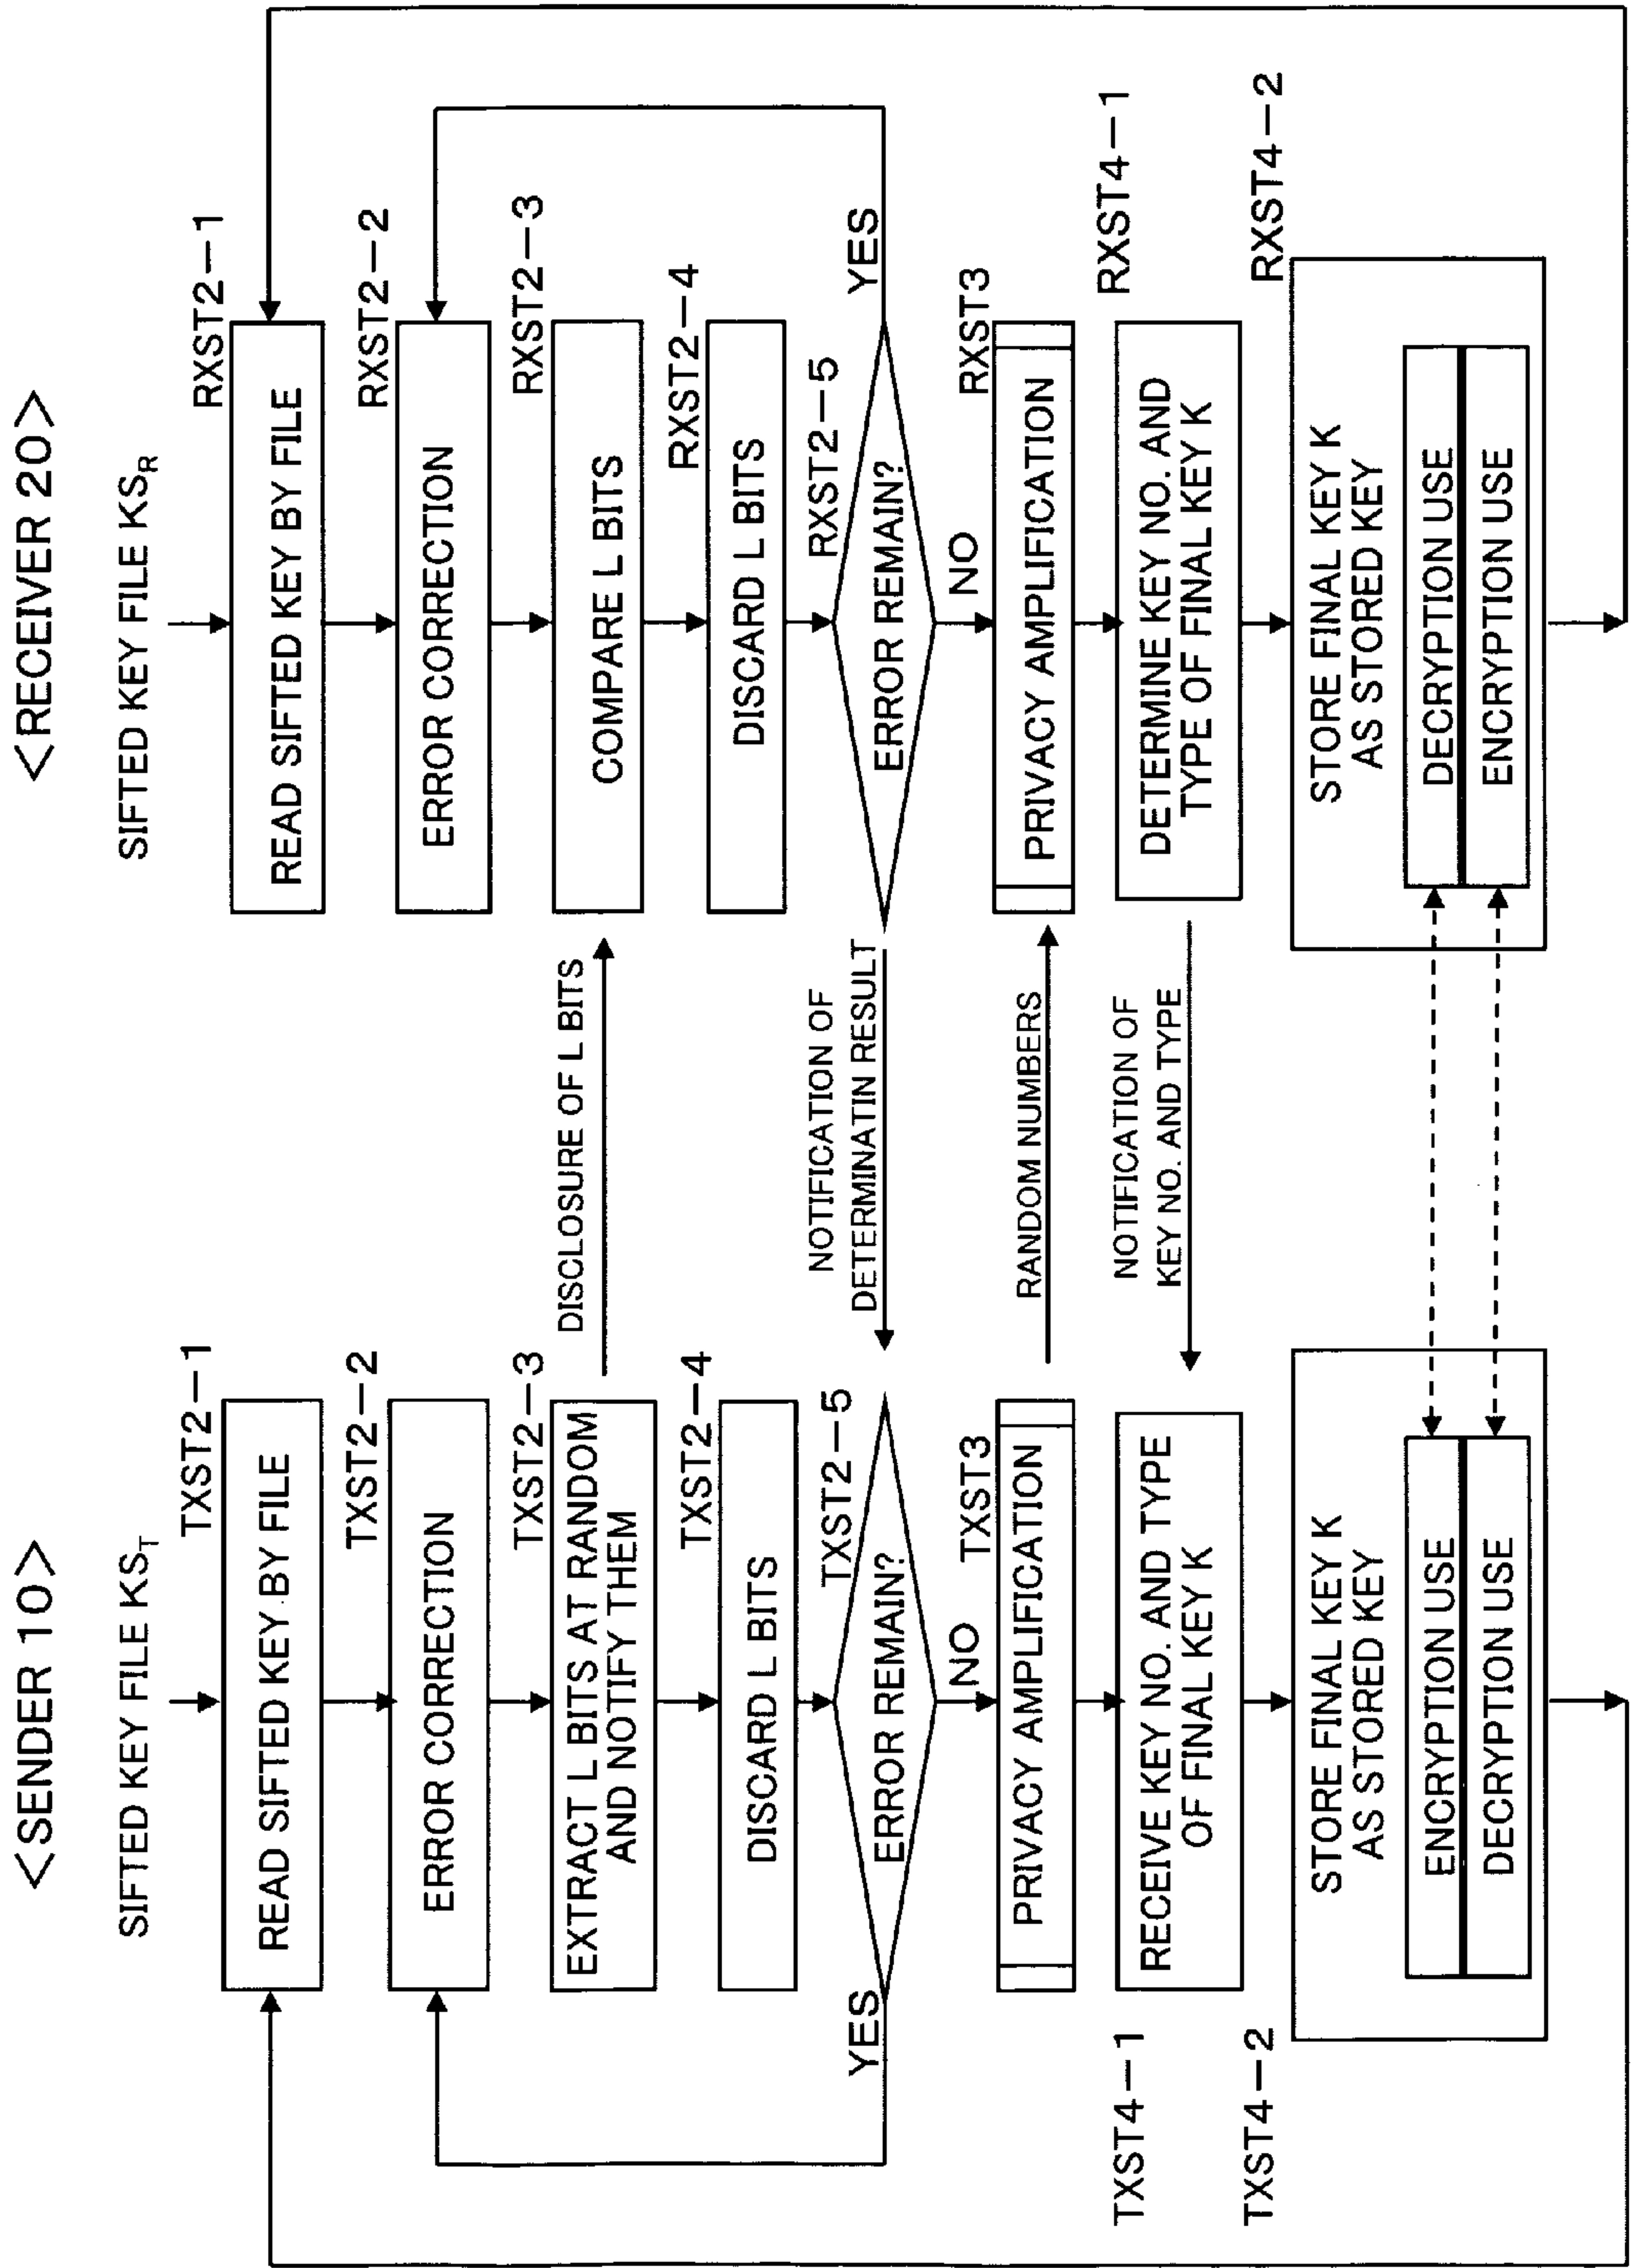 <SENDER 10>
SIFTED KEY FILE KS_T
TXST2-1
READ SIFTED KEY BY FILE
TXST2-2
ERROR CORRECTION
TXST2-3
EXTRACT L BITS AT RANDOM
AND NOTIFY THEM
TXST2-4
DISCARD L BITS
TXST2-5
ERROR REMAIN?
YES
NO
TXST3
PRIVACY AMPLIFICATION
TXST4-1
RECEIVE KEY NO. AND TYPE
OF FINAL KEY K
TXST4-2
STORE FINAL KEY K
AS STORED KEY
ENCRYPTION USE
DECRYPTION USE
DISCLOSURE OF L BITS
NOTIFICATION OF
DETERMINATIN RESULT
RANDOM NUMBERS
NOTIFICATION OF
KEY NO. AND TYPE
<RECEIVER 20>
SIFTED KEY FILE KS_R
RXST2-1
READ SIFTED KEY BY FILE
RXST2-2
ERROR CORRECTION
RXST2-3
COMPARE L BITS
RXST2-4
DISCARD L BITS
RXST2-5
ERROR REMAIN?
YES
NO
RXST3
PRIVACY AMPLIFICATION
RXST4-1
DETERMINE KEY NO. AND
TYPE OF FINAL KEY K
RXST4-2
STORE FINAL KEY K
AS STORED KEY
DECRYPTION USE
ENCRYPTION USE